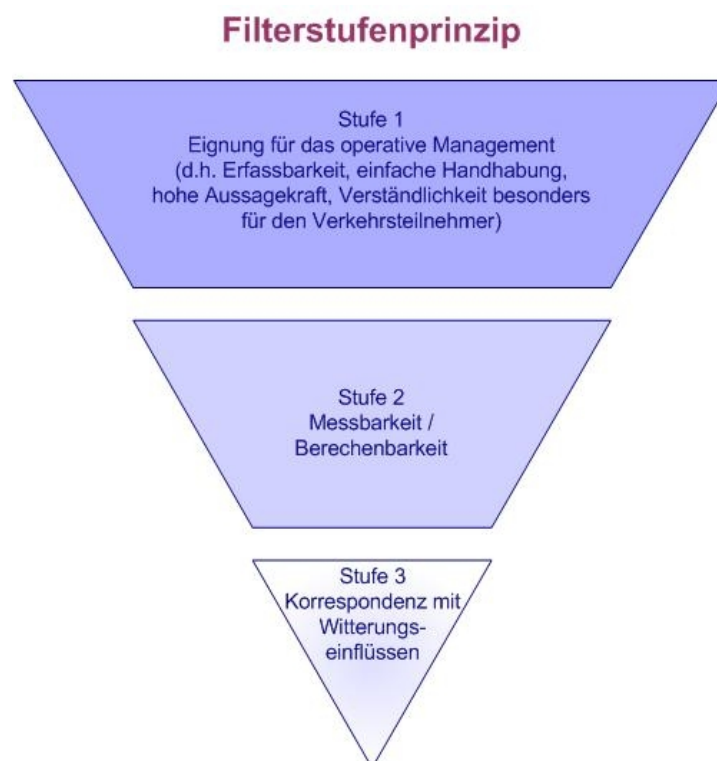 Filterstufenprinzip
Stufe 1
Eignung für das operative Management
(d.h. Erfassbarkeit, einfache Handhabung,
hohe Aussagekraft, Verständlichkeit besonders
für den Verkehrsteilnehmer)
Stufe 2
Messbarkeit /
Berechenbarkeit
Stufe 3
Korrespondenz mit
Witterungs-
einflüssen